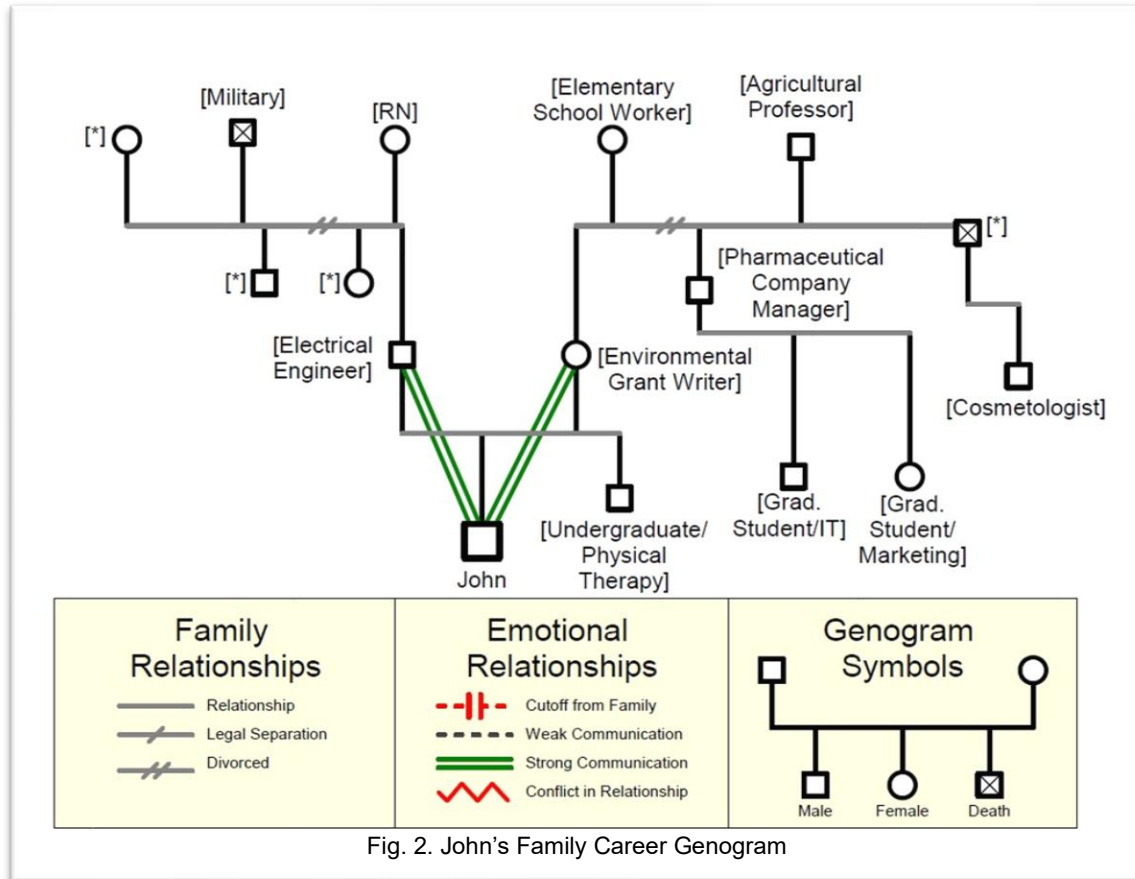 [*]
[Military]
[RN]
[Elementary
School Worker]
[Agricultural
Professor]
[*]
[*]
[*]
[Pharmaceutical
Company
Manager]
[Electrical
Engineer]
[Environmental
Grant Writer]
[Cosmetologist]
John
[Undergraduate/
Physical
Therapy]
[Grad.
Student/IT]
[Grad.
Student/
Marketing]
Family
Relationships
Relationship
Legal Separation
Divorced
Emotional
Relationships
Cutoff from Family
Weak Communication
Strong Communication
Conflict in Relationship
Genogram
Symbols
Male
Female
Death
Fig. 2. John’s Family Career Genogram